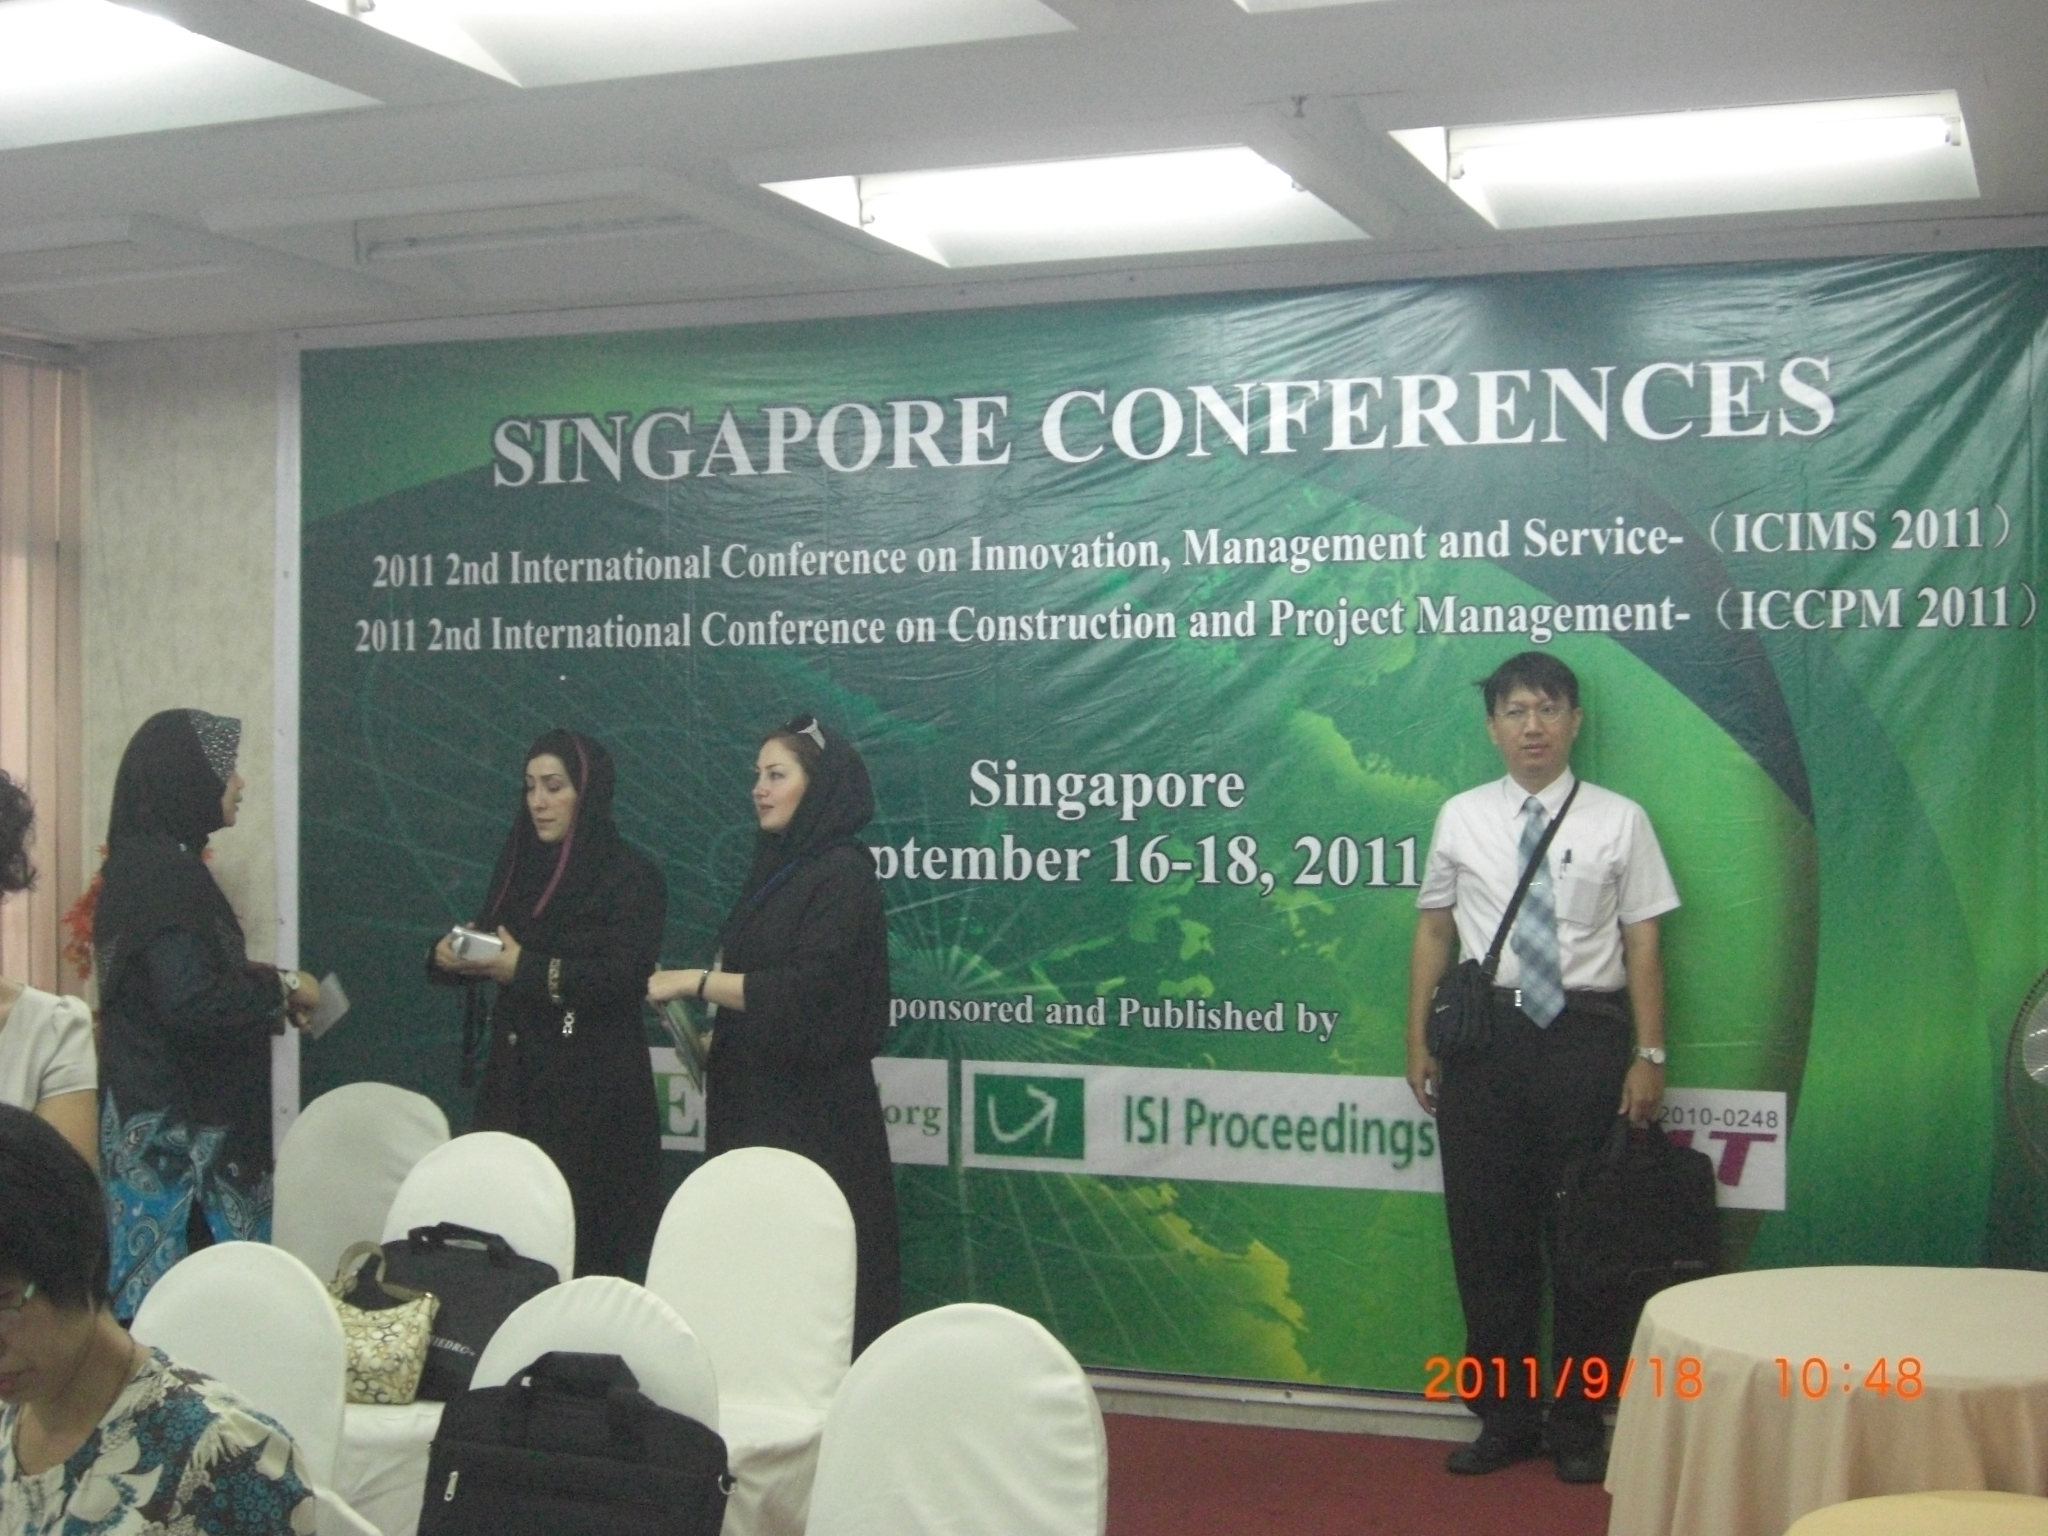 SINGAPORE CONFERENCES
2011 2nd International Conference on Innovation, Management and Service-（ICIMS 2011）
2011 2nd International Conference on Construction and Project Management-（ICCPM 2011）
Singapore
ptember 16-18, 2011
ponsored and Published by
E org
ISI Proceedings
2010-0248
IEDRC
2011/9/18 10:48